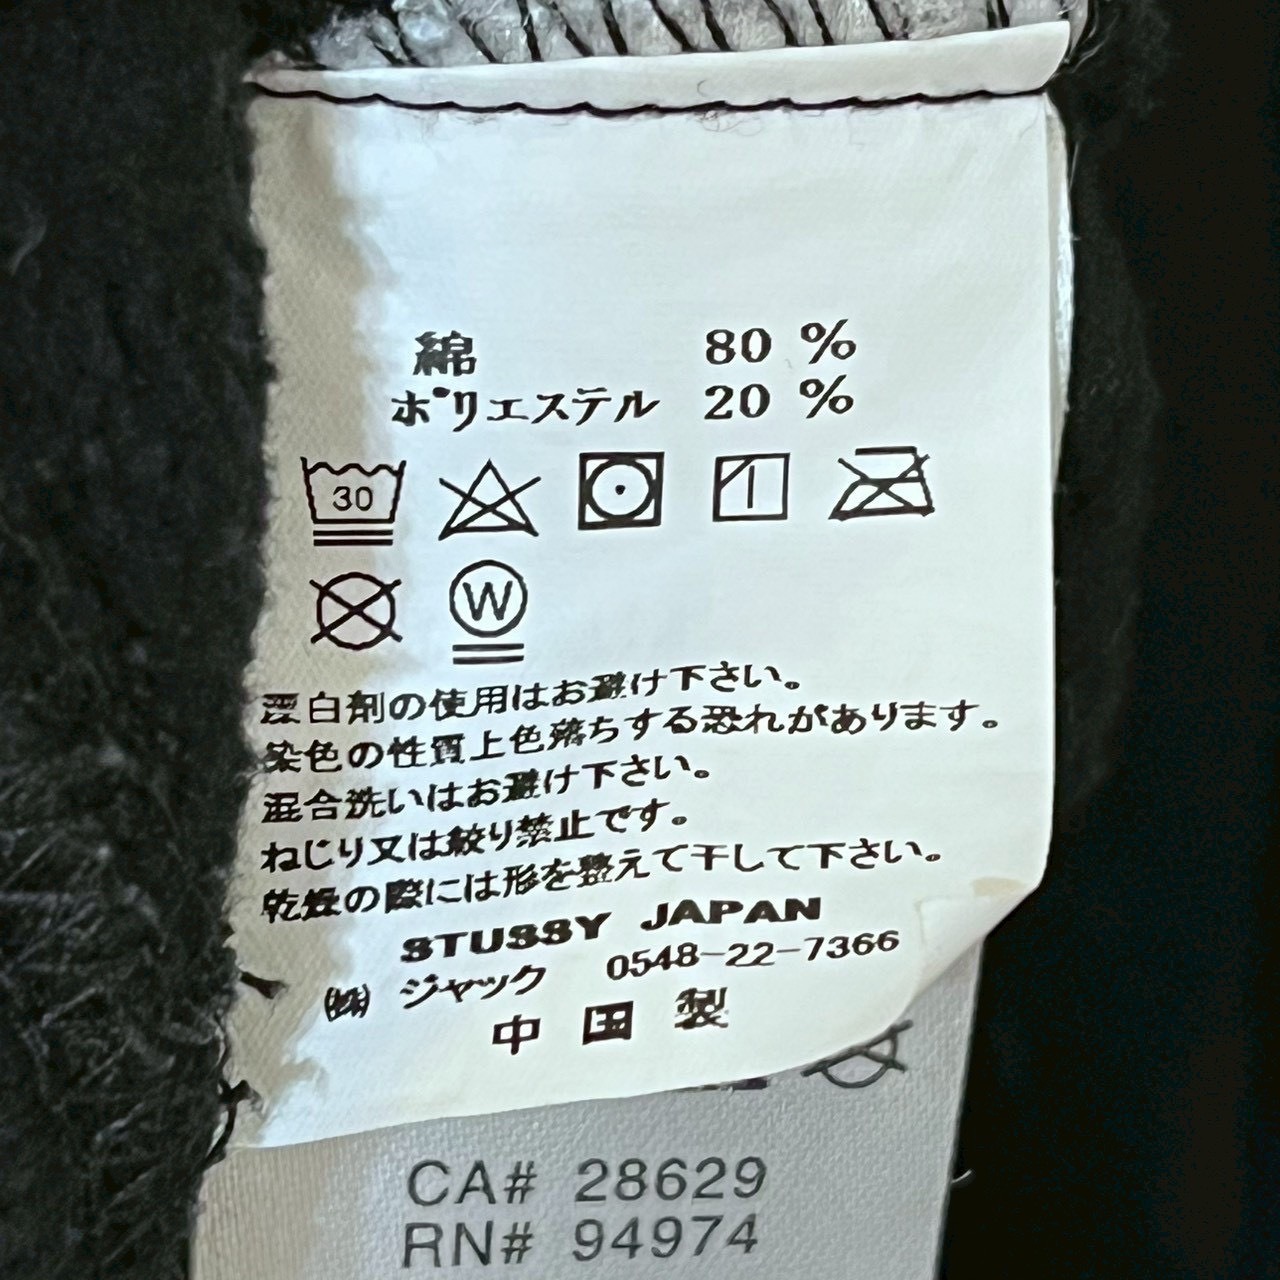 綿 80 %
ポリエステル 20 %
30
W
漂白剤の使用はお避け下さい。
染色の性質上色落ちする恐れがあります。
混合洗いはお避け下さい。
ねじり又は絞り禁止です。
乾燥の際には形を整えて干して下さい。
STUSSY JAPAN
㈱ ジャック 0548-22-7366
中国製
CA# 28629
RN# 94974